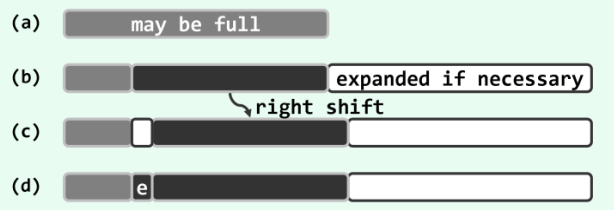 (a) may be full
(b) expanded if necessary
right shift
(c)
(d) e